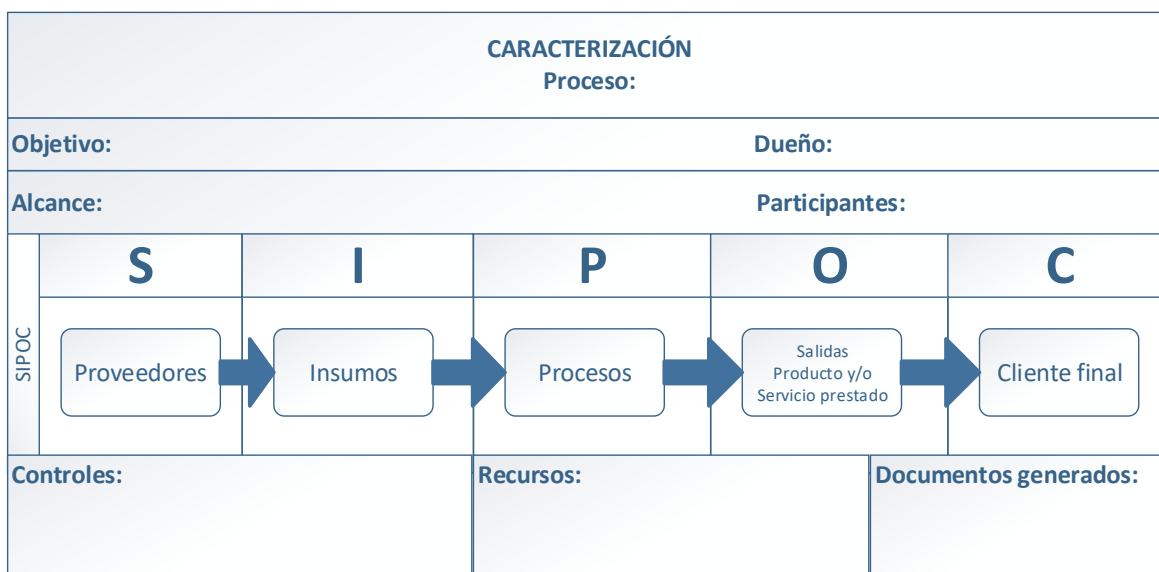 CARACTERIZACIÓN
Proceso:
Objetivo:
Dueño:
Alcance:
Participantes:
SIPOC
S
I
P
O
C
Proveedores
Insumos
Procesos
Salidas
Producto y/o
Servicio prestado
Cliente final
Controles:
Recursos:
Documentos generados: